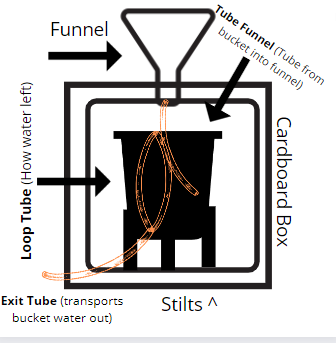 Funnel
Tube Funnel (Tube from
bucket into funnel)
Loop Tube (How water left)
Cardboard Box
Exit Tube (transports
bucket water out)
Stilts ^